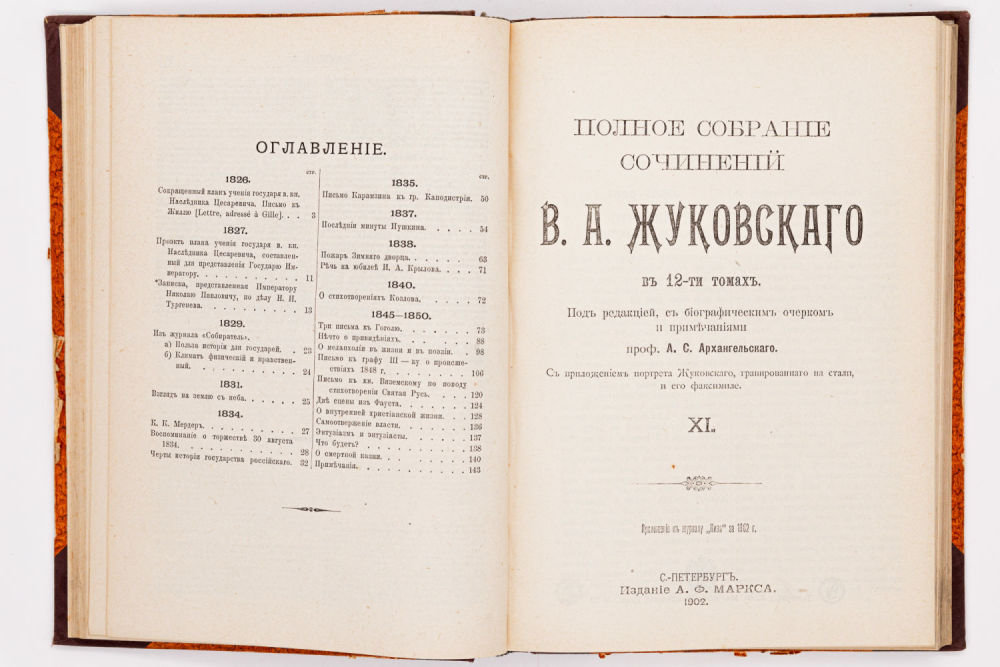 ОГЛАВЛЕНІЕ.
стр.
1826.
Сокращенный планъ ученія государя в. кн.
Наслѣдника Цесаревича. Письмо къ
Жиллю [Lettre, adressé à Gille]. . . 3
1827.
Проектъ плана ученія государя в. кн.
Наслѣдника Цесаревича, составлен-
ный для представленія Государю Им-
ператору. . . . . . . . . . . 11
*Записка, представленная Императору
Николаю Павловичу, по дѣлу Н. И.
Тургенева. . . . . . . . . . . 13
1829.
Изъ журнала «Собиратель».
а) Польза исторіи для государей. . 23
б) Климатъ физическій и нравствен-
ный. . . . . . . . . . . . 24
1831.
Взглядъ на землю съ неба. . . . . . 25
1834.
К. К. Мердеръ. . . . . . . . . . 27
Воспоминаніе о торжествѣ 30 августа
1834. . . . . . . . . . . . 28
Черты исторіи государства россійскаго. 32
стр.
1835.
Письмо Карамзина къ гр. Каподистріи. 50
1837.
Послѣднія минуты Пушкина. . . . . . 54
1838.
Пожаръ Зимняго дворца. . . . . . . 63
Рѣчь на юбилеѣ И. А. Крылова. . . . 71
1840.
О стихотвореніяхъ Козлова. . . . . . 72
1845—1850.
Три письма къ Гоголю. . . . . . . . 73
Нѣчто о привидѣніяхъ. . . . . . . . 88
О меланхоліи въ жизни и въ поэзіи. . 98
Письмо къ графу Ш — ку о происше-
ствіяхъ 1848 г. . . . . . . . . 106
Письмо къ кн. Вяземскому по поводу
стихотворенія Святая Русь. . . . 120
Двѣ сцены изъ Фауста. . . . . . . . 124
О внутренней христіанской жизни. . . 128
Самоотверженіе власти. . . . . . . . 136
Энтузіазмъ и энтузіасты. . . . . . . 137
Что будетъ? . . . . . . . . . . . 138
О смертной казни. . . . . . . . . . 140
Примѣчанія. . . . . . . . . . . . 143
ПОЛНОЕ СОБРАНІЕ
СОЧИНЕНІЙ
В. А. ЖУКОВСКАГО
въ 12-ти томахъ.
Подъ редакціей, съ біографическимъ очеркомъ
и примѣчаніями
проф. А. С. Архангельскаго.
Съ приложеніемъ портрета Жуковскаго, гравированнаго на стали,
и его факсимиле.
XI.
Приложеніе къ журналу „Нива“ за 1902 г.
С.-ПЕТЕРБУРГЪ.
Изданіе А. Ф. МАРКСА.
1902.